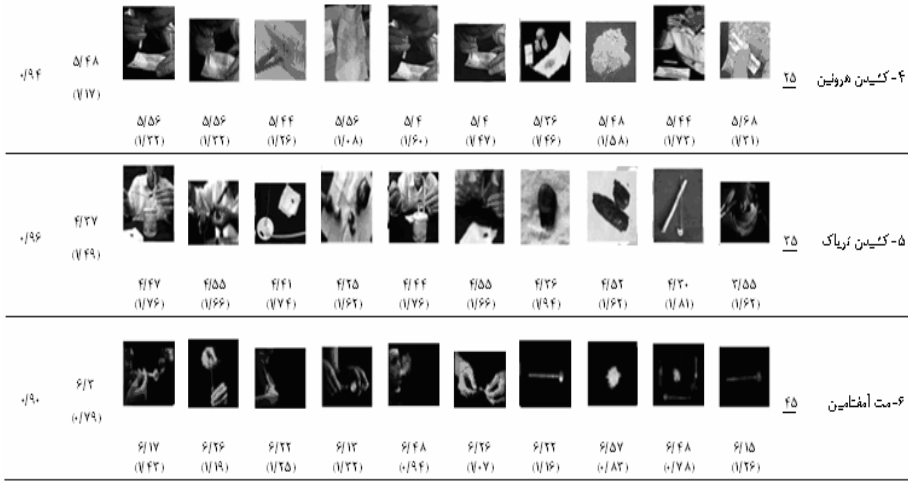 ۴- کشیدن هروئین ۲۵ ۵/۴۸ ۰/۹۴
(۱/۱۷)
۵/۶۸ ۵/۴۴ ۵/۴۸ ۵/۳۶ ۵/۴ ۵/۴ ۵/۵۶ ۵/۴۴ ۵/۵۶ ۵/۵۶
(۱/۳۱) (۱/۷۳) (۱/۵۸) (۱/۴۶) (۱/۴۷) (۱/۶۰) (۱/۰۸) (۱/۲۶) (۱/۳۲) (۱/۳۲)
۵- کشیدن تریاک ۳۵ ۴/۳۷ ۰/۹۶
(۱/۴۹)
۳/۵۵ ۴/۳۰ ۴/۵۲ ۴/۳۶ ۴/۵۵ ۴/۴۴ ۴/۲۵ ۴/۴۱ ۴/۵۵ ۴/۴۷
(۱/۶۲) (۱/۸۱) (۱/۶۲) (۱/۹۴) (۱/۶۶) (۱/۷۶) (۱/۶۲) (۱/۷۴) (۱/۶۶) (۱/۷۶)
۶- مت آمفتامین ۴۵ ۶/۳ ۰/۹۰
(۰/۷۹)
۶/۱۵ ۶/۴۸ ۶/۵۷ ۶/۲۲ ۶/۲۶ ۶/۴۸ ۶/۱۳ ۶/۲۲ ۶/۲۶ ۶/۱۷
(۱/۲۶) (۰/۷۸) (۰/۸۳) (۱/۱۶) (۱/۰۷) (۰/۹۴) (۱/۳۲) (۱/۲۵) (۱/۱۹) (۱/۴۳)